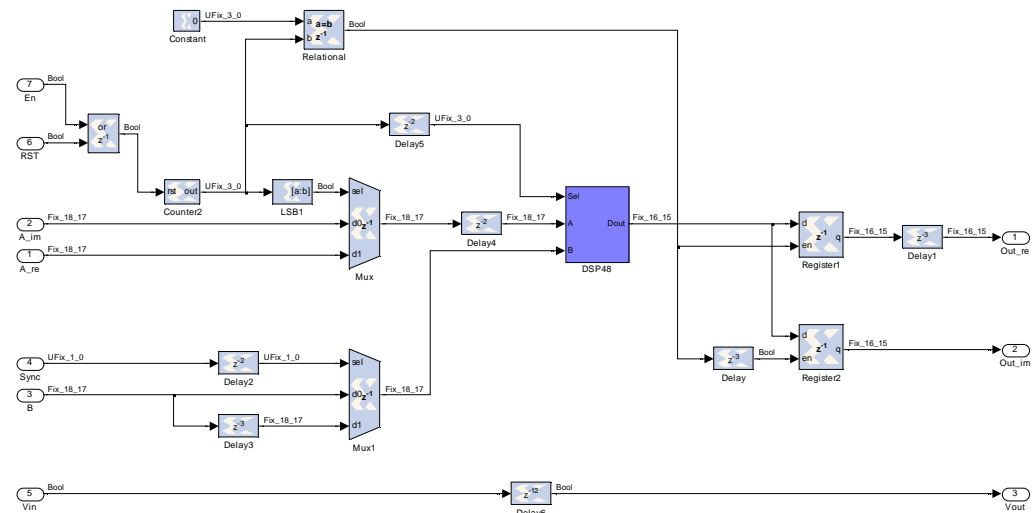 0
Constant
UFix_3_0
a
a=b
b
z-1
Relational
Bool
7
En
Bool
6
RST
Bool
or
z-1
Bool
rst
out
Counter2
UFix_3_0
[a:b]
LSB1
Bool
z-2
Delay5
UFix_3_0
2
A_im
Fix_18_17
1
A_re
Fix_18_17
sel
d0
z-1
d1
Mux
Fix_18_17
z-2
Delay4
Fix_18_17
Sel
A
B
Dout
DSP48
Fix_16_15
d
z-1
q
en
Register1
Fix_16_15
z-3
Delay1
Fix_16_15
1
Out_re
4
Sync
UFix_1_0
z-2
Delay2
UFix_1_0
3
B
Fix_18_17
z-3
Delay3
Fix_18_17
sel
d0
z-1
d1
Mux1
Fix_18_17
z-3
Delay
Bool
d
z-1
q
en
Register2
Fix_16_15
2
Out_im
5
Vin
Bool
z-12
Delay6
Bool
3
Vout